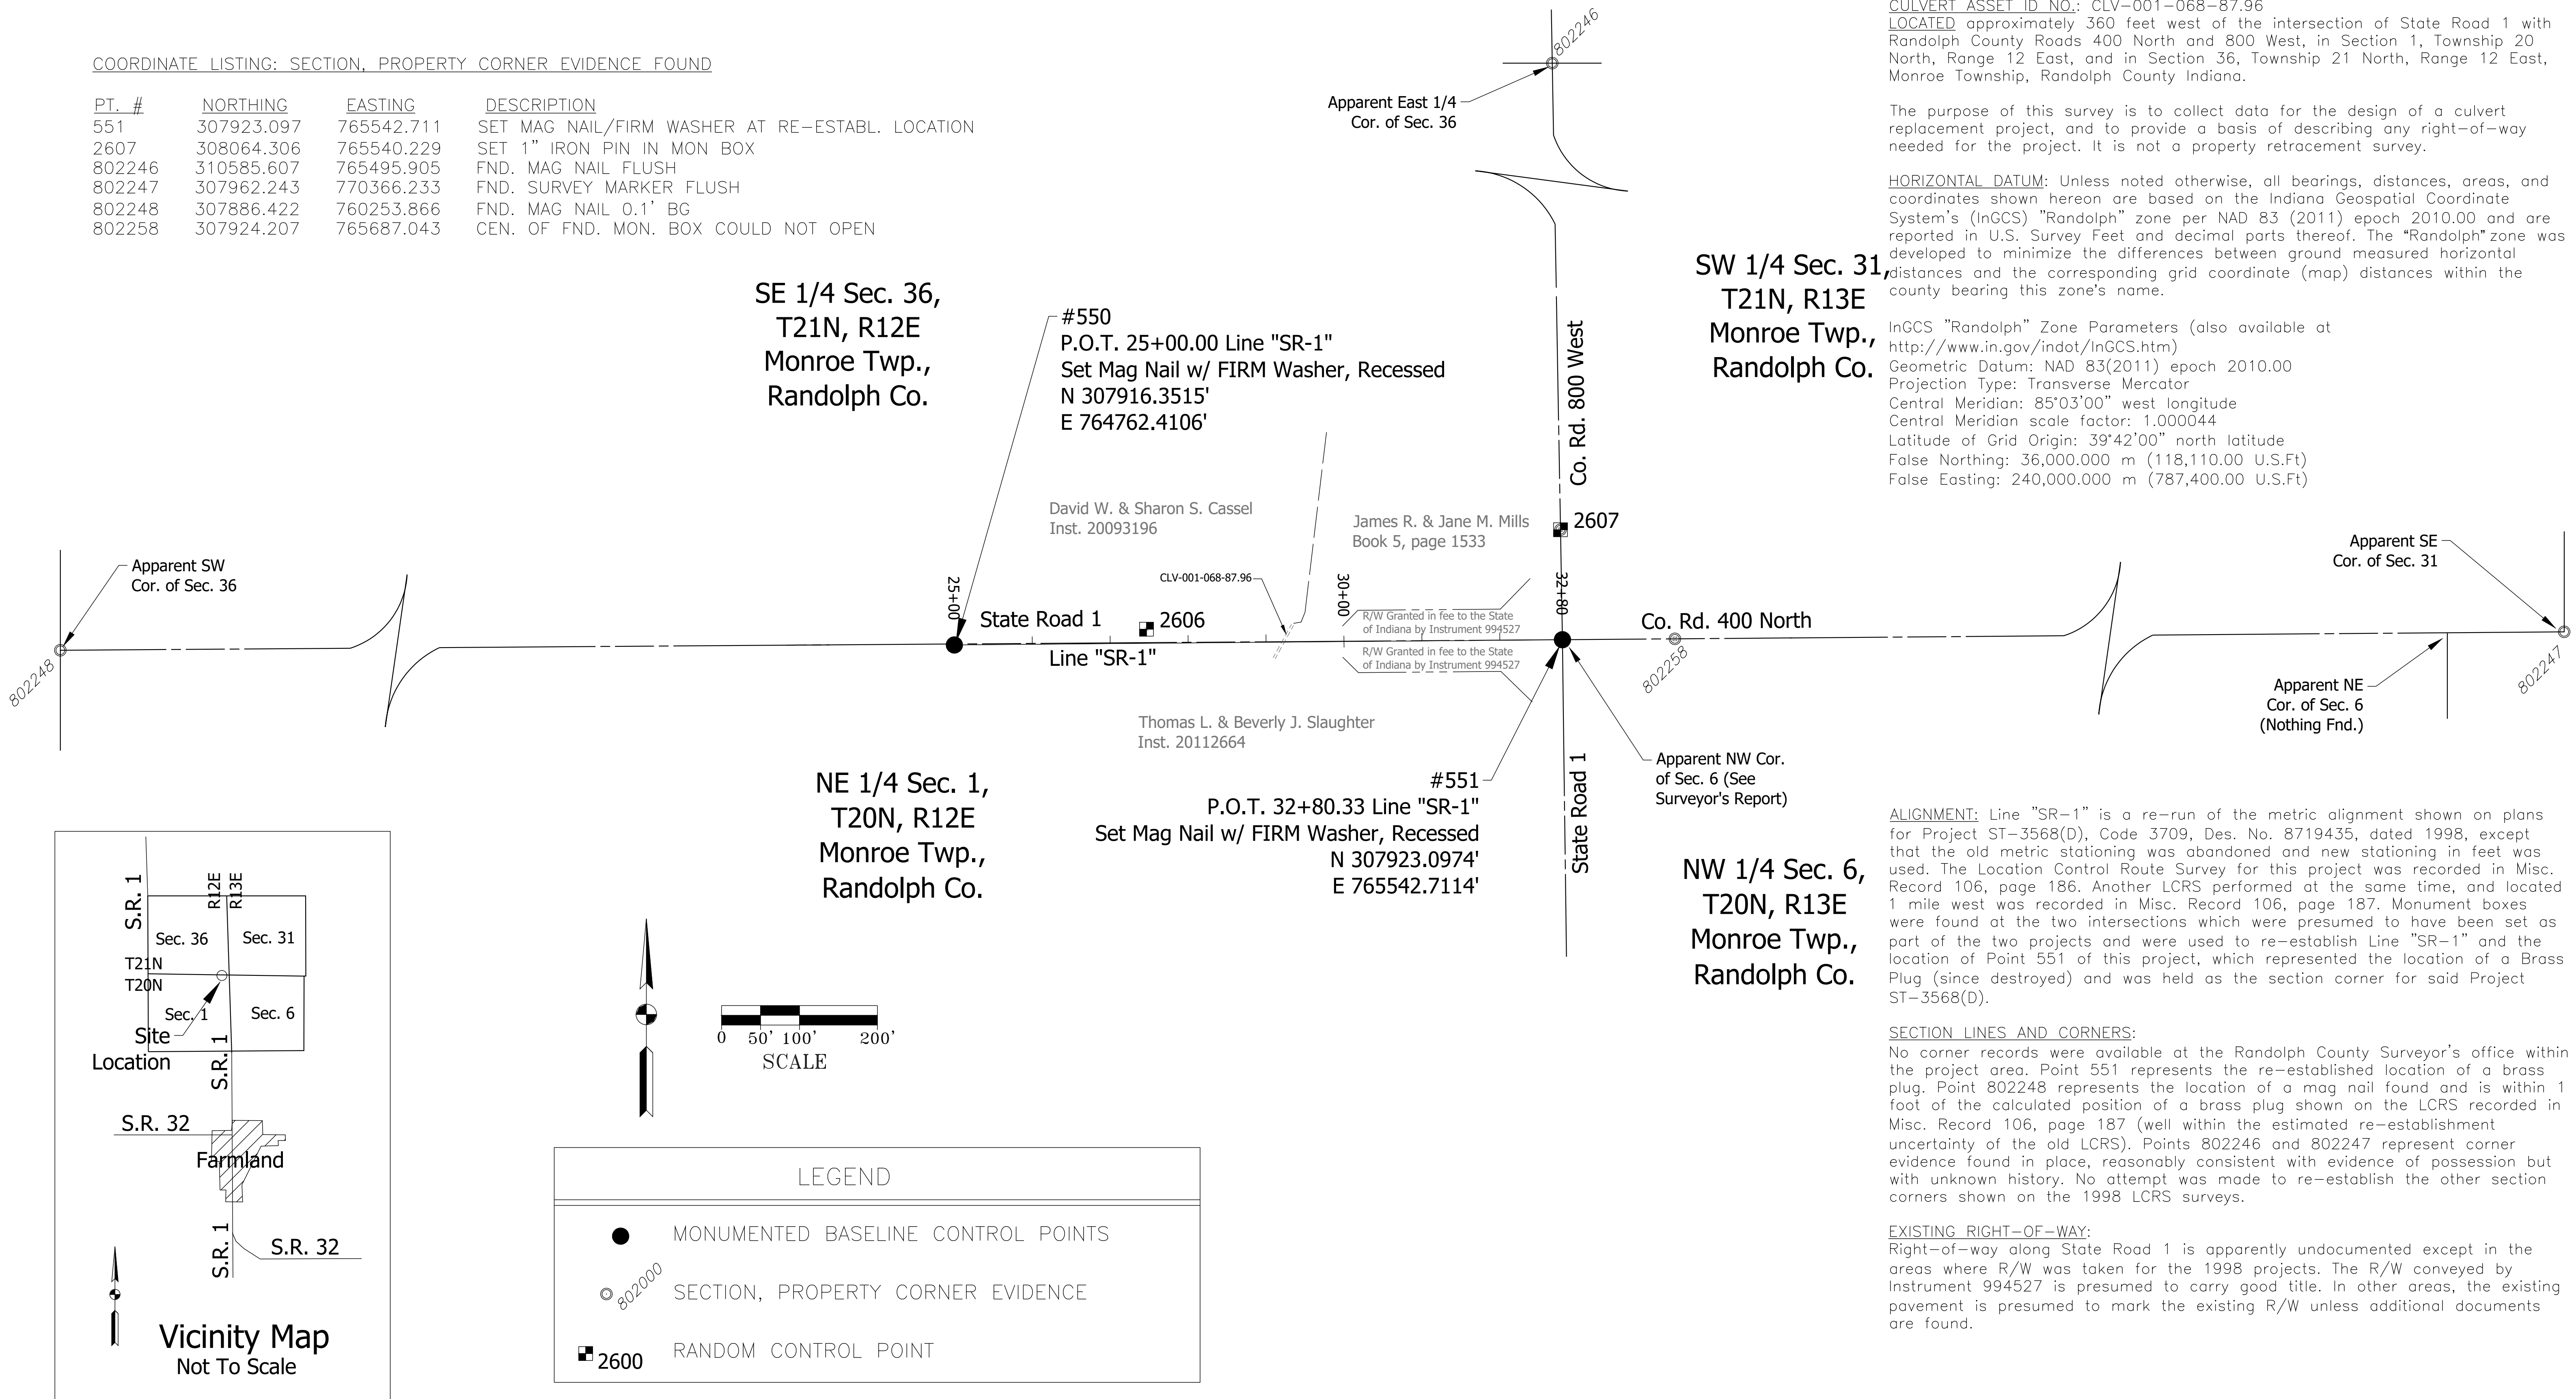 COORDINATE LISTING: SECTION, PROPERTY CORNER EVIDENCE FOUND
PT. # NORTHING EASTING DESCRIPTION
551 307923.097 765542.711 SET MAG NAIL/FIRM WASHER AT RE-ESTABL. LOCATION
2607 308064.306 765540.229 SET 1" IRON PIN IN MON BOX
802246 310585.607 765495.905 FND. MAG NAIL FLUSH
802247 307962.243 770366.233 FND. SURVEY MARKER FLUSH
802248 307886.422 760253.866 FND. MAG NAIL 0.1' BG
802258 307924.207 765687.043 CEN. OF FND. MON. BOX COULD NOT OPEN
802246
Apparent East 1/4
Cor. of Sec. 36
SE 1/4 Sec. 36,
T21N, R12E
Monroe Twp.,
Randolph Co.
#550
P.O.T. 25+00.00 Line "SR-1"
Set Mag Nail w/ FIRM Washer, Recessed
N 307916.3515'
E 764762.4106'
Co. Rd. 800 West
SW 1/4 Sec. 31,
T21N, R13E
Monroe Twp.,
Randolph Co.
David W. & Sharon S. Cassel
Inst. 20093196
James R. & Jane M. Mills
Book 5, page 1533
2607
Apparent SW
Cor. of Sec. 36
802248
25+00
State Road 1
2606
CLV-001-068-87.96
30+00
32+80
R/W Granted in fee to the State
of Indiana by Instrument 994527
Line "SR-1"
R/W Granted in fee to the State
of Indiana by Instrument 994527
Co. Rd. 400 North
802258
Apparent SE
Cor. of Sec. 31
802247
Apparent NE
Cor. of Sec. 6
(Nothing Fnd.)
Thomas L. & Beverly J. Slaughter
Inst. 20112664
Apparent NW Cor.
of Sec. 6 (See
Surveyor's Report)
State Road 1
NE 1/4 Sec. 1,
T20N, R12E
Monroe Twp.,
Randolph Co.
#551
P.O.T. 32+80.33 Line "SR-1"
Set Mag Nail w/ FIRM Washer, Recessed
N 307923.0974'
E 765542.7114'
NW 1/4 Sec. 6,
T20N, R13E
Monroe Twp.,
Randolph Co.
S.R. 1
R12E
R13E
Sec. 36 Sec. 31
T21N
T20N
Sec. 1 Sec. 6
Site
Location
S.R. 1
S.R. 32
Farmland
S.R. 1
S.R. 32
Vicinity Map
Not To Scale
0 50' 100' 200'
SCALE
LEGEND
MONUMENTED BASELINE CONTROL POINTS
802000 SECTION, PROPERTY CORNER EVIDENCE
2600 RANDOM CONTROL POINT
CULVERT ASSET ID NO.: CLV-001-068-87.96
LOCATED approximately 360 feet west of the intersection of State Road 1 with
Randolph County Roads 400 North and 800 West, in Section 1, Township 20
North, Range 12 East, and in Section 36, Township 21 North, Range 12 East,
Monroe Township, Randolph County Indiana.
The purpose of this survey is to collect data for the design of a culvert
replacement project, and to provide a basis of describing any right-of-way
needed for the project. It is not a property retracement survey.
HORIZONTAL DATUM: Unless noted otherwise, all bearings, distances, areas, and
coordinates shown hereon are based on the Indiana Geospatial Coordinate
System's (InGCS) "Randolph" zone per NAD 83 (2011) epoch 2010.00 and are
reported in U.S. Survey Feet and decimal parts thereof. The "Randolph" zone was
developed to minimize the differences between ground measured horizontal
distances and the corresponding grid coordinate (map) distances within the
county bearing this zone's name.
InGCS "Randolph" Zone Parameters (also available at
http://www.in.gov/indot/InGCS.htm)
Geometric Datum: NAD 83(2011) epoch 2010.00
Projection Type: Transverse Mercator
Central Meridian: 85°03'00" west longitude
Central Meridian scale factor: 1.000044
Latitude of Grid Origin: 39°42'00" north latitude
False Northing: 36,000.000 m (118,110.00 U.S.Ft)
False Easting: 240,000.000 m (787,400.00 U.S.Ft)
ALIGNMENT: Line "SR-1" is a re-run of the metric alignment shown on plans
for Project ST-3568(D), Code 3709, Des. No. 8719435, dated 1998, except
that the old metric stationing was abandoned and new stationing in feet was
used. The Location Control Route Survey for this project was recorded in Misc.
Record 106, page 186. Another LCRS performed at the same time, and located
1 mile west was recorded in Misc. Record 106, page 187. Monument boxes
were found at the two intersections which were presumed to have been set as
part of the two projects and were used to re-establish Line "SR-1" and the
location of Point 551 of this project, which represented the location of a Brass
Plug (since destroyed) and was held as the section corner for said Project
ST-3568(D).
SECTION LINES AND CORNERS:
No corner records were available at the Randolph County Surveyor's office within
the project area. Point 551 represents the re-established location of a brass
plug. Point 802248 represents the location of a mag nail found and is within 1
foot of the calculated position of a brass plug shown on the LCRS recorded in
Misc. Record 106, page 187 (well within the estimated re-establishment
uncertainty of the old LCRS). Points 802246 and 802247 represent corner
evidence found in place, reasonably consistent with evidence of possession but
with unknown history. No attempt was made to re-establish the other section
corners shown on the 1998 LCRS surveys.
EXISTING RIGHT-OF-WAY:
Right-of-way along State Road 1 is apparently undocumented except in the
areas where R/W was taken for the 1998 projects. The R/W conveyed by
Instrument 994527 is presumed to carry good title. In other areas, the existing
pavement is presumed to mark the existing R/W unless additional documents
are found.